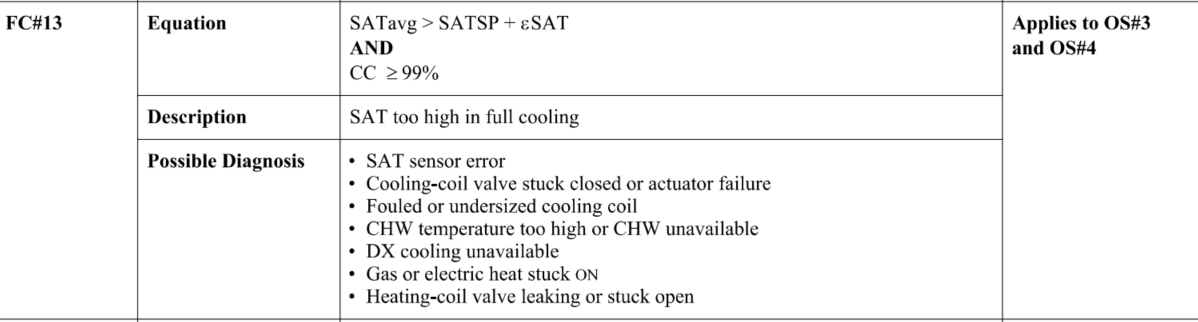 FC#13
Equation
SATavg > SATSP + εSAT
AND
CC ≥ 99%
Applies to OS#3
and OS#4
Description
SAT too high in full cooling
Possible Diagnosis
• SAT sensor error
• Cooling-coil valve stuck closed or actuator failure
• Fouled or undersized cooling coil
• CHW temperature too high or CHW unavailable
• DX cooling unavailable
• Gas or electric heat stuck ON
• Heating-coil valve leaking or stuck open